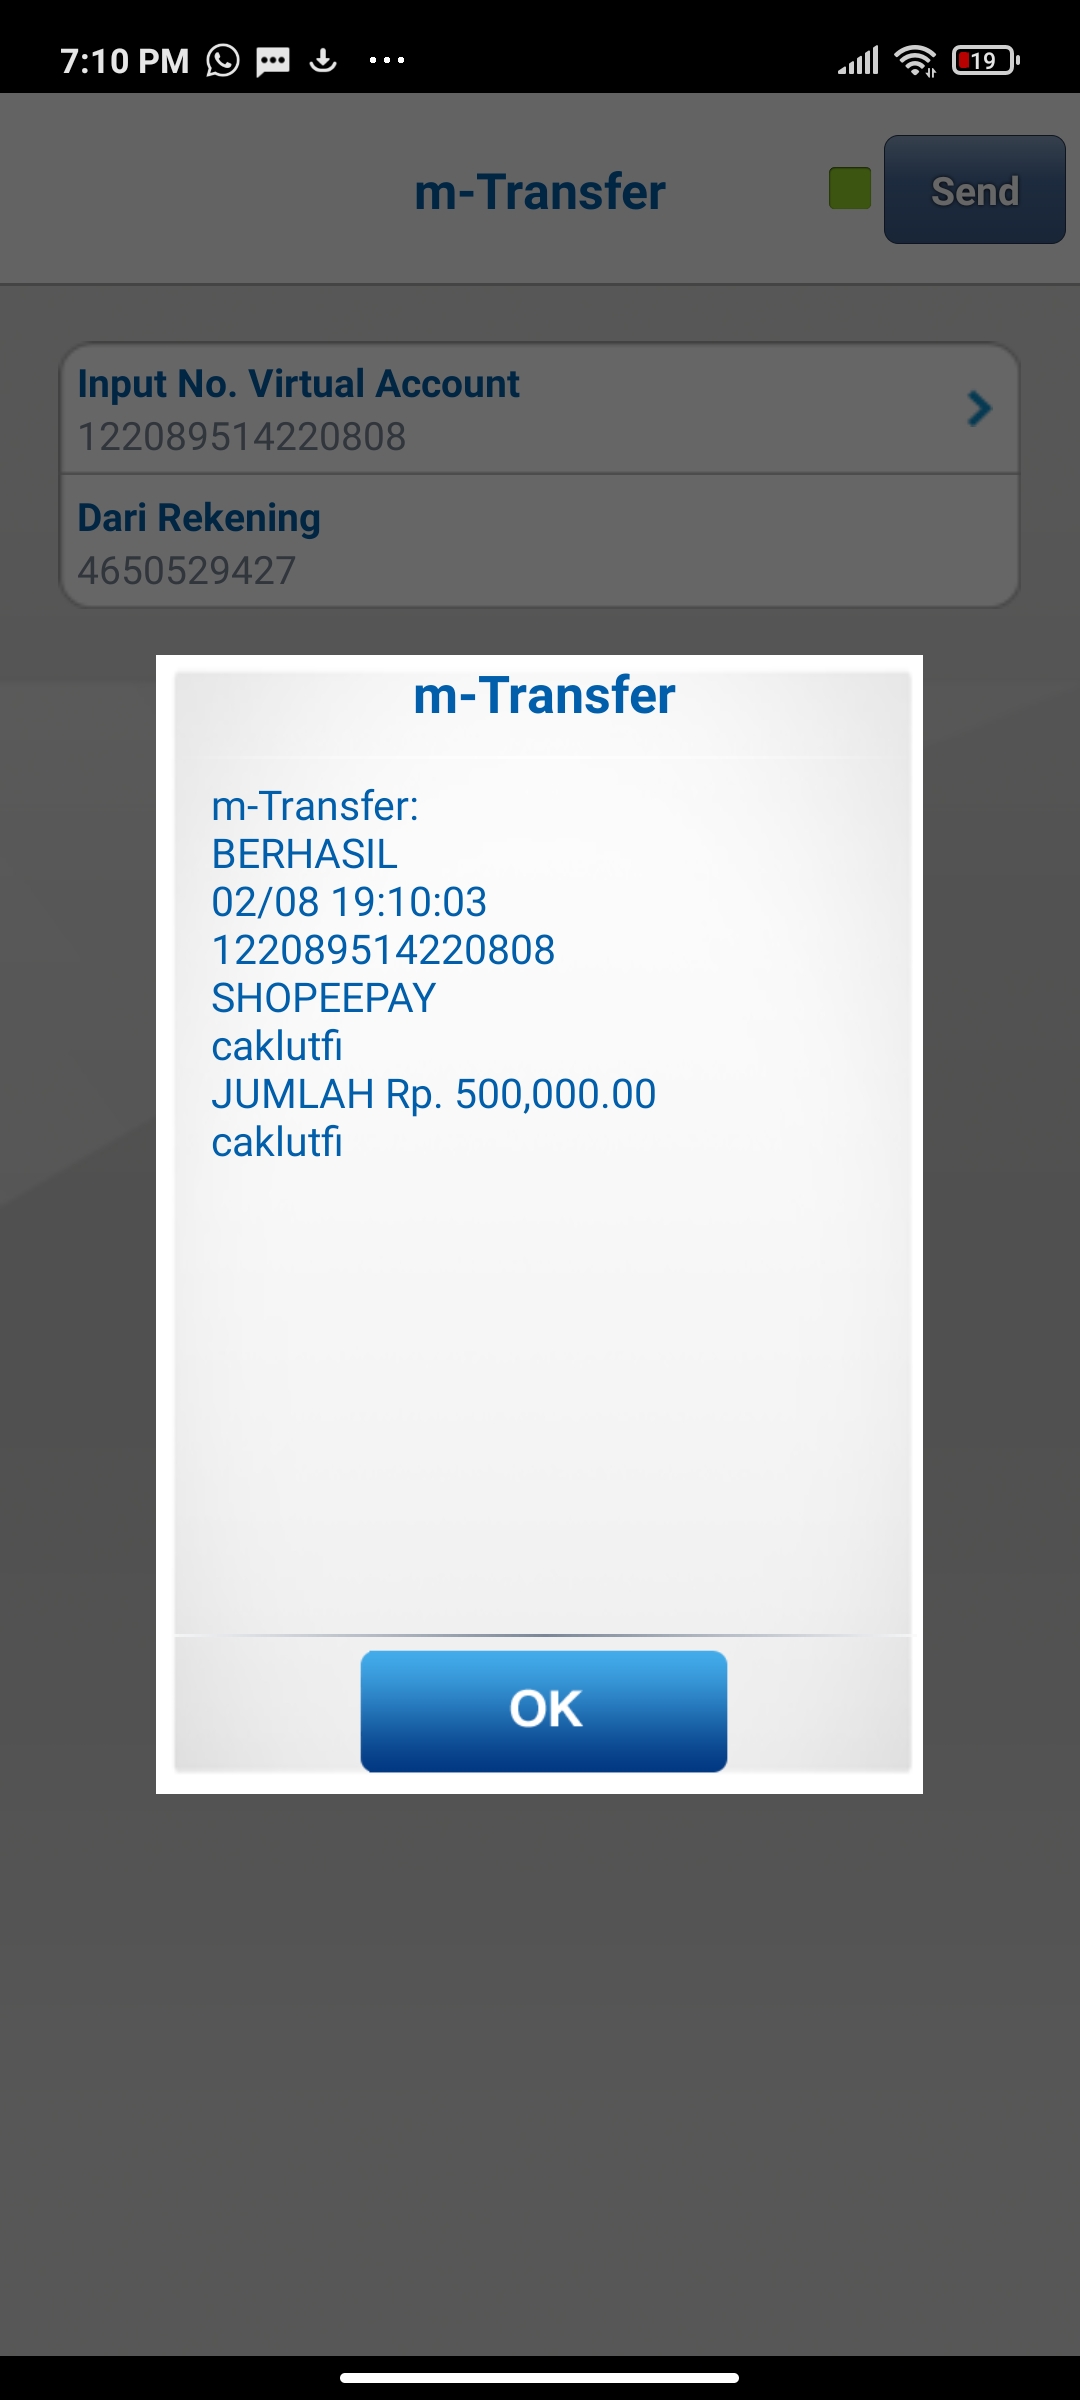 7:10 PM
19
m-Transfer
Send
Input No. Virtual Account
122089514220808
Dari Rekening
4650529427
m-Transfer
m-Transfer:
BERHASIL
02/08 19:10:03
122089514220808
SHOPEEPAY
caklutfi
JUMLAH Rp. 500,000.00
caklutfi
OK